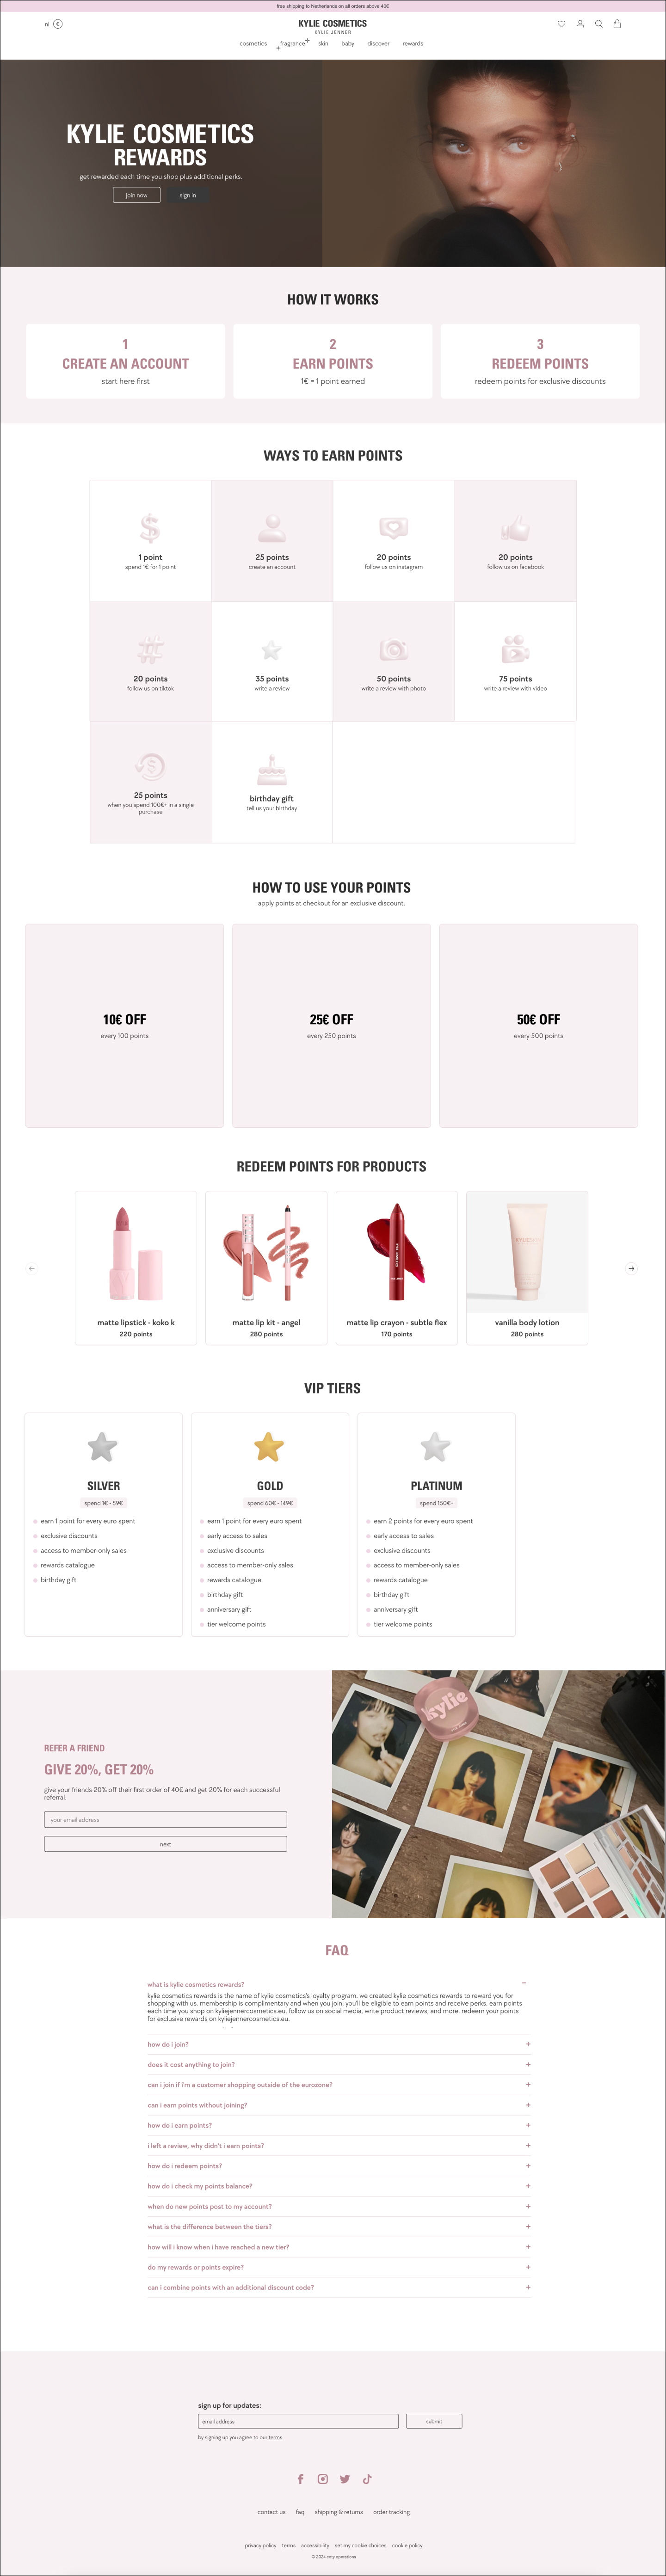 free shipping to Netherlands on all orders above 40€
nl €
KYLIE COSMETICS
KYLIE JENNER
cosmetics fragrance skin baby discover rewards
KYLIE COSMETICS
REWARDS
get rewarded each time you shop plus additional perks.
join now sign in
HOW IT WORKS
1
CREATE AN ACCOUNT
start here first
2
EARN POINTS
1€ = 1 point earned
3
REDEEM POINTS
redeem points for exclusive discounts
WAYS TO EARN POINTS
1 point
spend 1€ for 1 point
25 points
create an account
20 points
follow us on instagram
20 points
follow us on facebook
20 points
follow us on tiktok
35 points
write a review
50 points
write a review with photo
75 points
write a review with video
25 points
when you spend 100€+ in a single
purchase
birthday gift
tell us your birthday
HOW TO USE YOUR POINTS
apply points at checkout for an exclusive discount.
10€ OFF
every 100 points
25€ OFF
every 250 points
50€ OFF
every 500 points
REDEEM POINTS FOR PRODUCTS
matte lipstick - koko k
220 points
matte lip kit - angel
280 points
matte lip crayon - subtle flex
170 points
vanilla body lotion
280 points
VIP TIERS
SILVER
spend 1€ - 59€
earn 1 point for every euro spent
exclusive discounts
access to member-only sales
rewards catalogue
birthday gift
GOLD
spend 60€ - 149€
earn 1 point for every euro spent
early access to sales
exclusive discounts
access to member-only sales
rewards catalogue
birthday gift
anniversary gift
tier welcome points
PLATINUM
spend 150€+
earn 2 points for every euro spent
early access to sales
exclusive discounts
access to member-only sales
rewards catalogue
birthday gift
anniversary gift
tier welcome points
REFER A FRIEND
GIVE 20%, GET 20%
give your friends 20% off their first order of 40€ and get 20% for each successful
referral.
your email address
next
kylie
FAQ
what is kylie cosmetics rewards?
kylie cosmetics rewards is the name of kylie cosmetics's loyalty program. we created kylie cosmetics rewards to reward you for
shopping with us. membership is complimentary and when you join, you'll be eligible to earn points and receive perks. earn points
each time you shop on kyliejennercosmetics.eu, follow us on social media, write product reviews, and more. redeem your points
for exclusive rewards on kyliejennercosmetics.eu.
how do i join?
does it cost anything to join?
can i join if i'm a customer shopping outside of the eurozone?
can i earn points without joining?
how do i earn points?
i left a review, why didn't i earn points?
how do i redeem points?
how do i check my points balance?
when do new points post to my account?
what is the difference between the tiers?
how will i know when i have reached a new tier?
do my rewards or points expire?
can i combine points with an additional discount code?
sign up for updates:
email address submit
by signing up you agree to our terms.
contact us faq shipping & returns order tracking
privacy policy terms accessibility set my cookie choices cookie policy
© 2024 coty operations